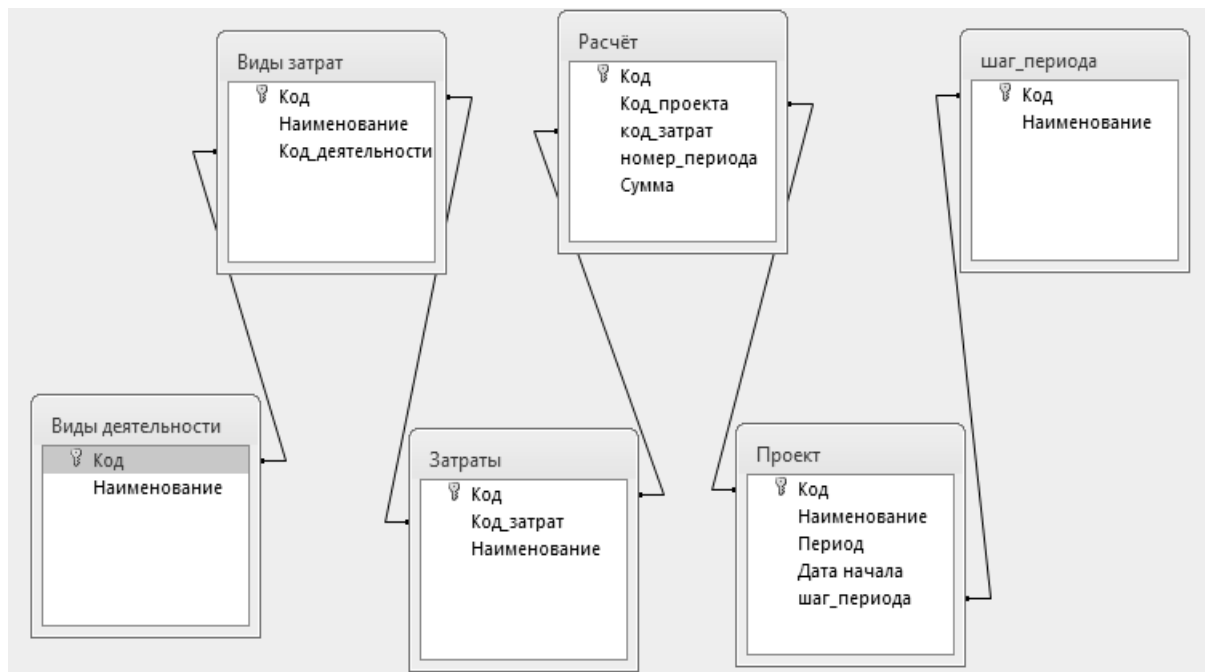 Виды затрат
Код
Наименование
Код_деятельности
Расчёт
Код
Код_проекта
код_затрат
номер_периода
Сумма
шаг_периода
Код
Наименование
Виды деятельности
Код
Наименование
Затраты
Код
Код_затрат
Наименование
Проект
Код
Наименование
Период
Дата начала
шаг_периода